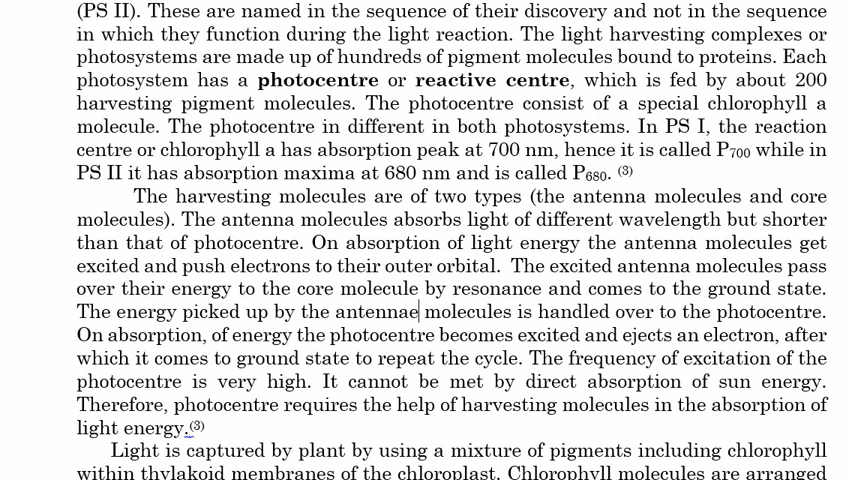 (PS II). These are named in the sequence of their discovery and not in the sequence
in which they function during the light reaction. The light harvesting complexes or
photosystems are made up of hundreds of pigment molecules bound to proteins. Each
photosystem has a photocentre or reactive centre, which is fed by about 200
harvesting pigment molecules. The photocentre consist of a special chlorophyll a
molecule. The photocentre in different in both photosystems. In PS I, the reaction
centre or chlorophyll a has absorption peak at 700 nm, hence it is called P700 while in
PS II it has absorption maxima at 680 nm and is called P680. (3)
The harvesting molecules are of two types (the antenna molecules and core
molecules). The antenna molecules absorbs light of different wavelength but shorter
than that of photocentre. On absorption of light energy the antenna molecules get
excited and push electrons to their outer orbital. The excited antenna molecules pass
over their energy to the core molecule by resonance and comes to the ground state.
The energy picked up by the antennae molecules is handled over to the photocentre.
On absorption, of energy the photocentre becomes excited and ejects an electron, after
which it comes to ground state to repeat the cycle. The frequency of excitation of the
photocentre is very high. It cannot be met by direct absorption of sun energy.
Therefore, photocentre requires the help of harvesting molecules in the absorption of
light energy.(3)
Light is captured by plant by using a mixture of pigments including chlorophyll
within thylakoid membranes of the chloroplast. Chlorophyll molecules are arranged